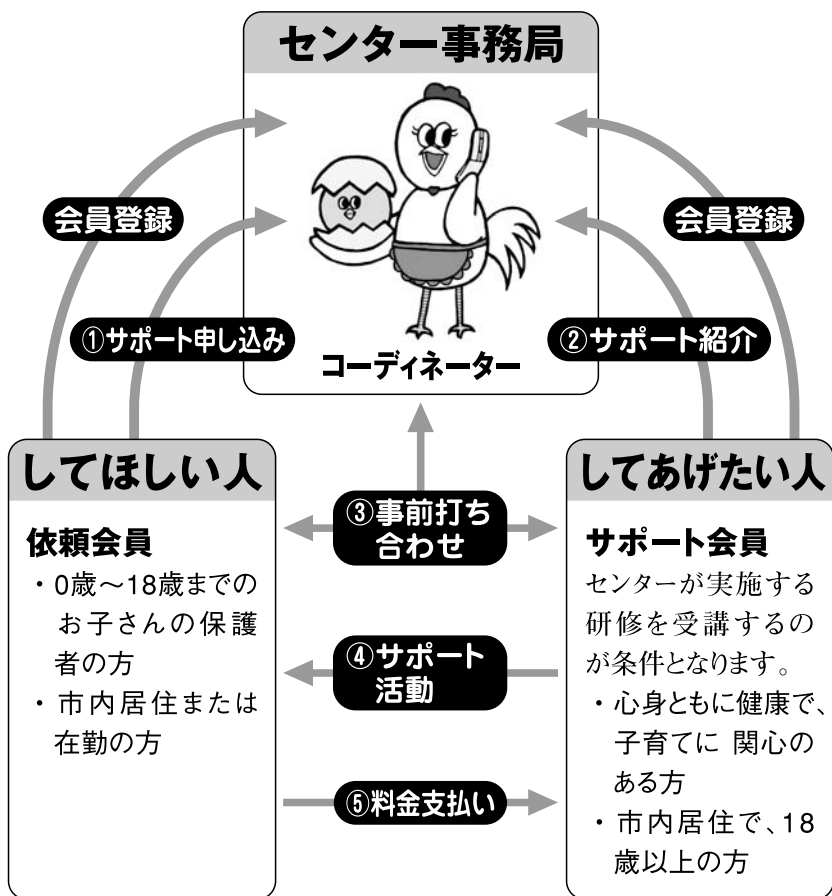 センター事務局
会員登録
会員登録
①サポート申し込み
②サポート紹介
コーディネーター
してほしい人
依頼会員
・0歳～18歳までの
お子さんの保護
者の方
・市内居住または
在勤の方
③事前打ち
合わせ
④サポート
活動
⑤料金支払い
してあげたい人
サポート会員
センターが実施する
研修を受講するの
が条件となります。
・心身ともに健康で、
子育てに 関心の
ある方
・市内居住で、18
歳以上の方